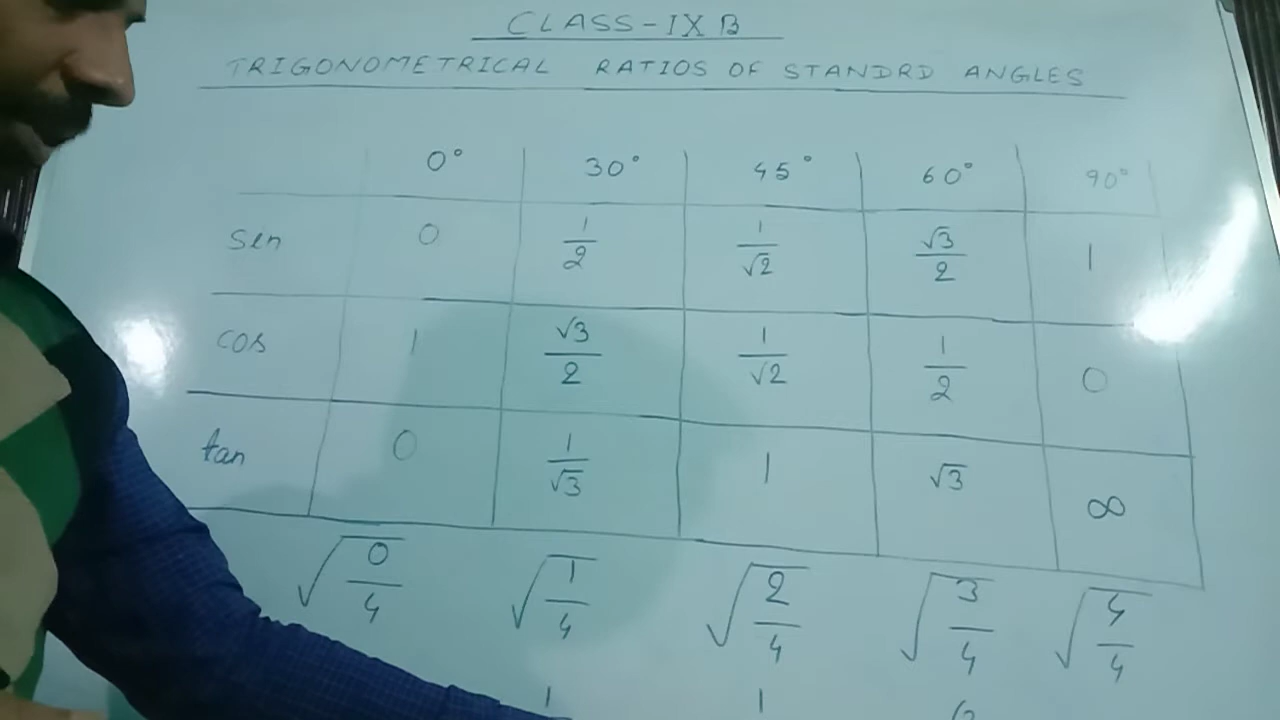 CLASS-IX B
TRIGONOMETRICAL RATIOS OF STANDRD ANGLES
0° 30° 45° 60° 90°
sin 0 1/2 1/√2 √3/2 1
cos 1 √3/2 1/√2 1/2 0
tan 0 1/√3 1 √3 ∞
√(0/4) √(1/4) √(2/4) √(3/4) √(4/4)
1 1